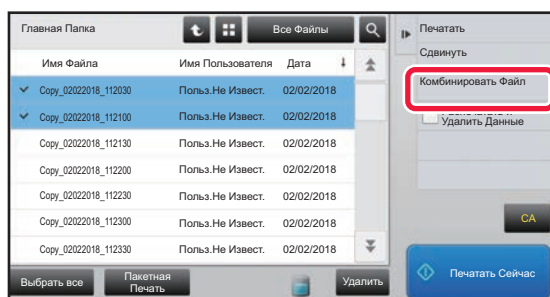 Главная Папка
Все Файлы
Имя Файла Имя Пользователя Дата
Copy_02022018_112030 Польз.Не Извест. 02/02/2018
Copy_02022018_112100 Польз.Не Извест. 02/02/2018
Copy_02022018_112130 Польз.Не Извест. 02/02/2018
Copy_02022018_112200 Польз.Не Извест. 02/02/2018
Copy_02022018_112230 Польз.Не Извест. 02/02/2018
Copy_02022018_112300 Польз.Не Извест. 02/02/2018
Copy_02022018_112330 Польз.Не Извест. 02/02/2018
Выбрать все
Пакетная
Печать
Удалить
Печатать
Сдвинуть
Комбинировать Файл
Удалить Данные
CA
Печатать Сейчас